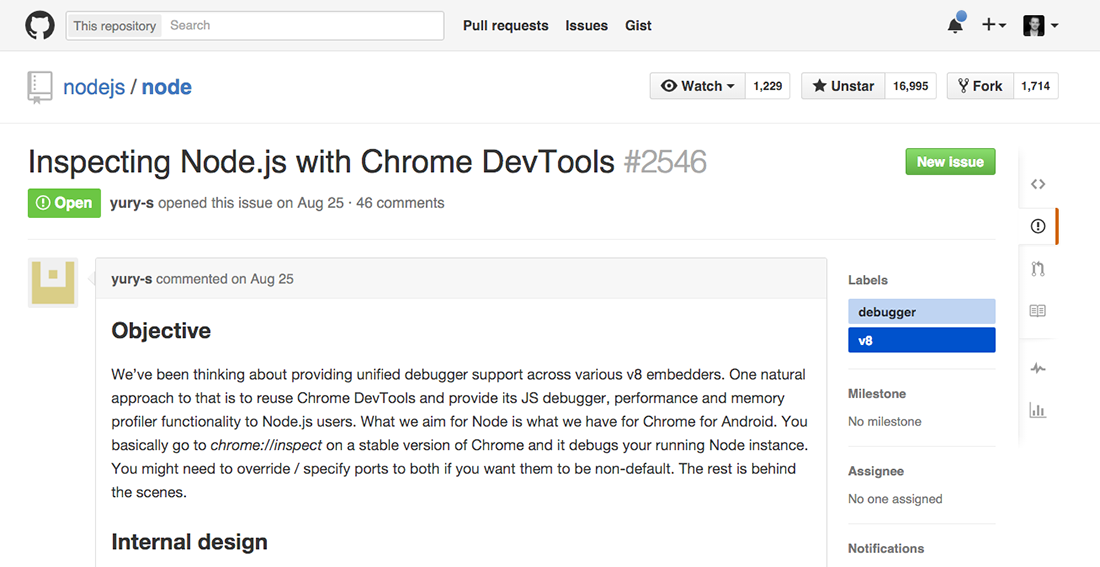 This repository Search Pull requests Issues Gist
nodejs / node Watch 1,229 Unstar 16,995 Fork 1,714
Inspecting Node.js with Chrome DevTools #2546 New issue
Open yury-s opened this issue on Aug 25 · 46 comments
yury-s commented on Aug 25
Objective
We’ve been thinking about providing unified debugger support across various v8 embedders. One natural
approach to that is to reuse Chrome DevTools and provide its JS debugger, performance and memory
profiler functionality to Node.js users. What we aim for Node is what we have for Chrome for Android. You
basically go to chrome://inspect on a stable version of Chrome and it debugs your running Node instance.
You might need to override / specify ports to both if you want them to be non-default. The rest is behind
the scenes.
Internal design
Labels
debugger
v8
Milestone
No milestone
Assignee
No one assigned
Notifications